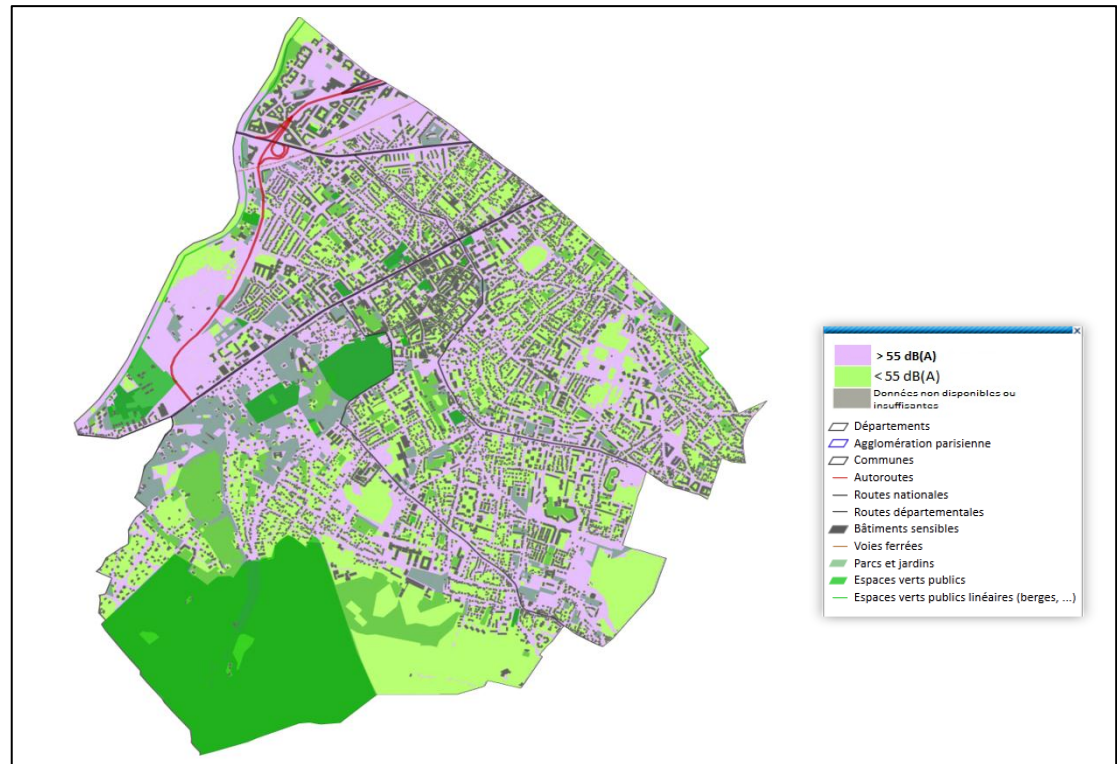 > 55 dB(A)
< 55 dB(A)
Données non disponibles ou
insuffisantes
Départements
Agglomération parisienne
Communes
Autoroutes
Routes nationales
Routes départementales
Bâtiments sensibles
Voies ferrées
Parcs et jardins
Espaces verts publics
Espaces verts publics linéaires (berges, ...)